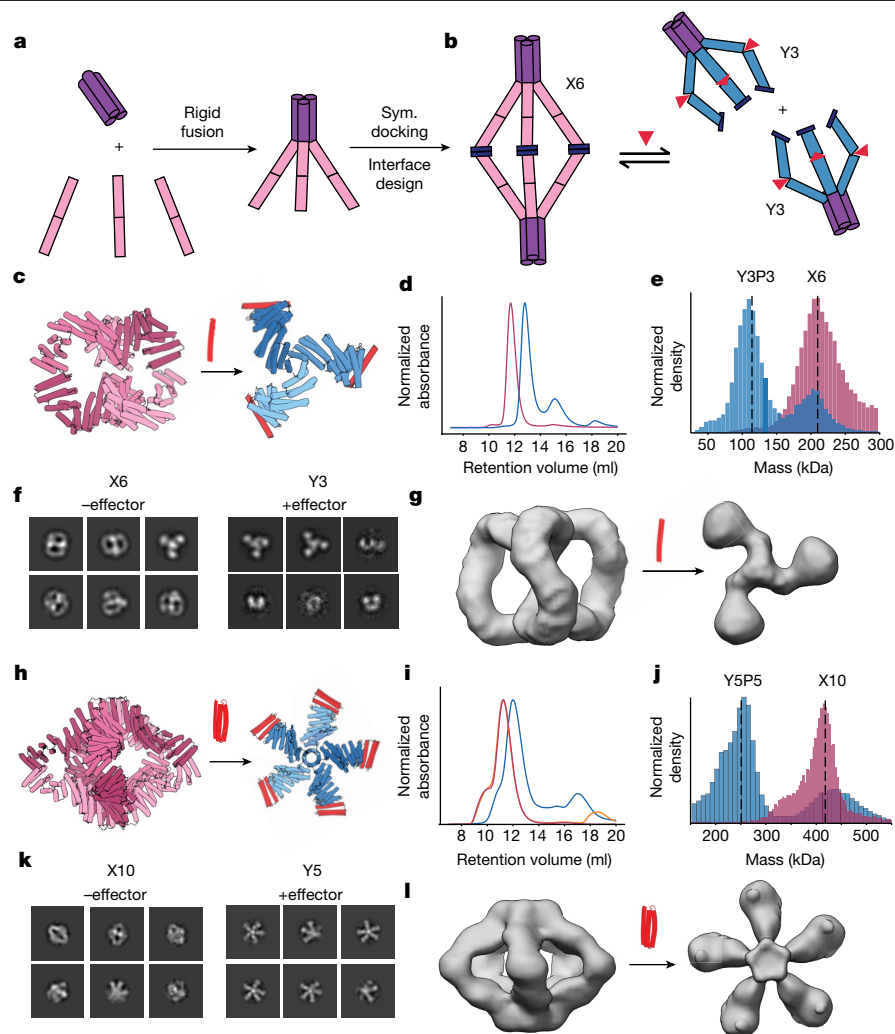 a
+
Rigid
fusion
Sym.
docking
Interface
design
b
X6
Y3
+
Y3
c
d
Normalized
absorbance
8
10
12
14
16
18
20
Retention volume (ml)
e
Y3P3
X6
Normalized
density
50
100
150
200
250
300
Mass (kDa)
f
X6
–effector
Y3
+effector
g
h
i
Normalized
absorbance
8
10
12
14
16
18
20
Retention volume (ml)
j
Y5P5
X10
Normalized
density
200
300
400
500
Mass (kDa)
k
X10
–effector
Y5
+effector
l